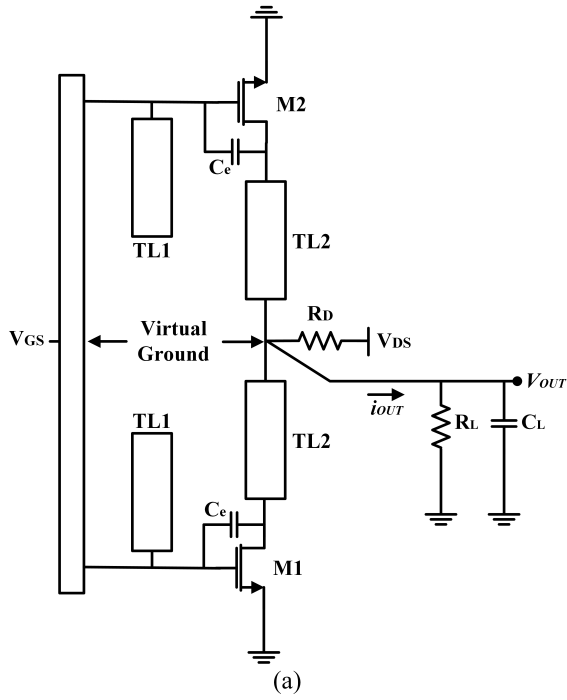 M2
Ce
TL1
TL2
RD
VGS
Virtual
Ground
VDS
VOUT
iOUT
RL
CL
TL1
TL2
Ce
M1
(a)